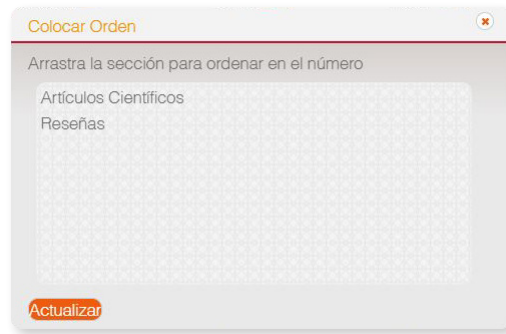 Colocar Orden
Arrastra la sección para ordenar en el número
Artículos Científicos
Reseñas
Actualizar